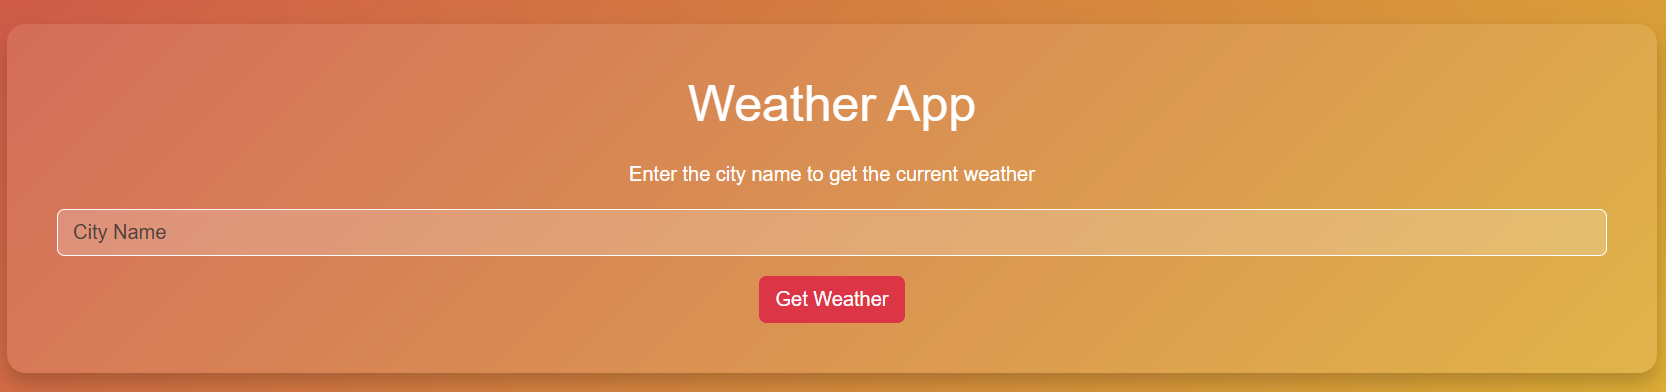 Weather App
Enter the city name to get the current weather
City Name
Get Weather